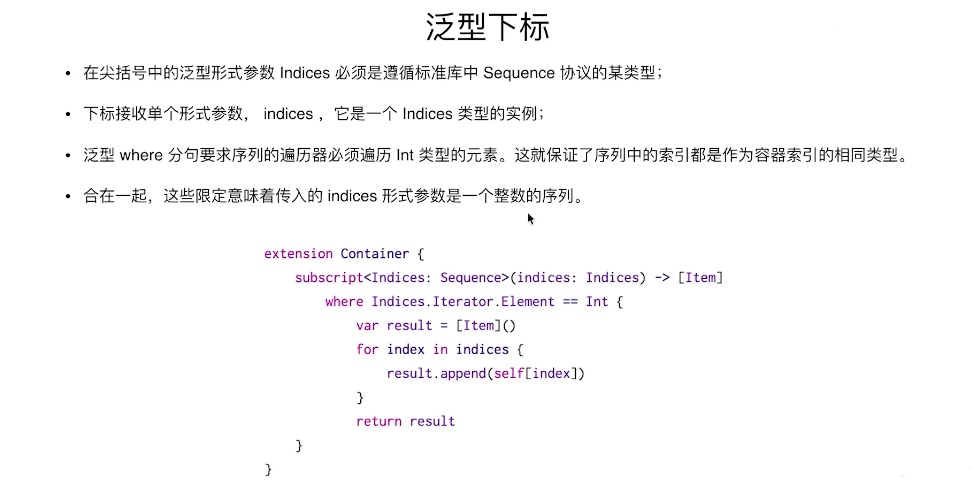 泛型下标
• 在尖括号中的泛型形式参数 Indices 必须是遵循标准库中 Sequence 协议的某类型；
• 下标接收单个形式参数， indices ，它是一个 Indices 类型的实例；
• 泛型 where 分句要求序列的遍历器必须遍历 Int 类型的元素。这就保证了序列中的索引都是作为容器索引的相同类型。
• 合在一起，这些限定意味着传入的 indices 形式参数是一个整数的序列。
extension Container {
    subscript<Indices: Sequence>(indices: Indices) -> [Item]
        where Indices.Iterator.Element == Int {
            var result = [Item]()
            for index in indices {
                result.append(self[index])
            }
            return result
    }
}